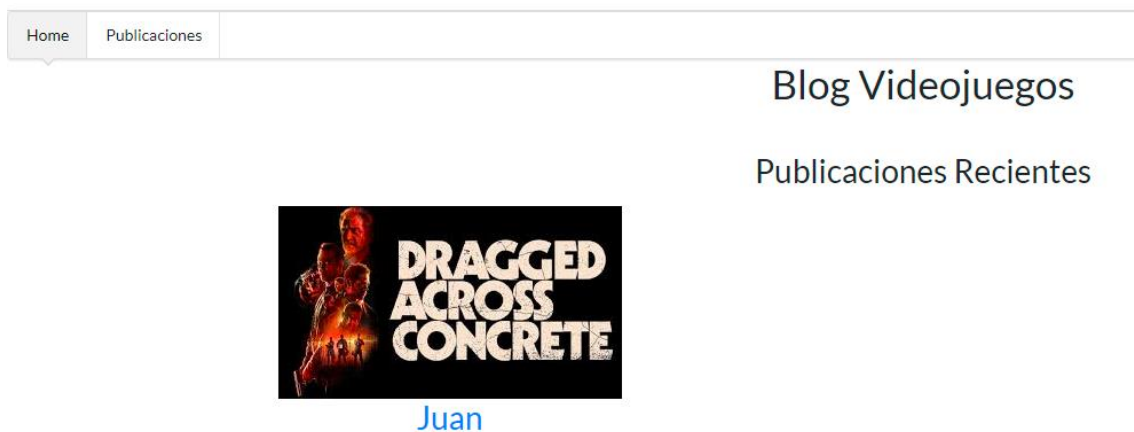 Home Publicaciones
Blog Videojuegos
Publicaciones Recientes
DRAGGED
ACROSS
CONCRETE
Juan